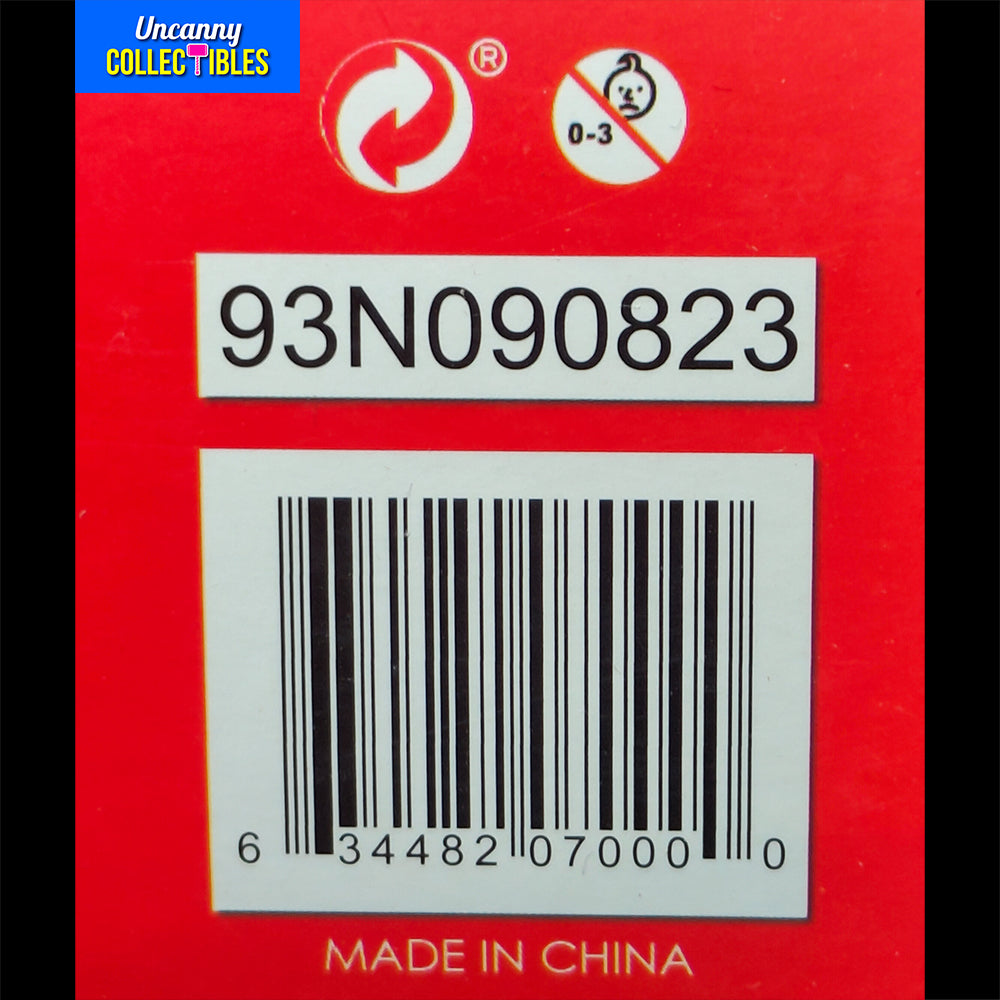 Uncanny
COLLECTIBLES
®
0-3
93N090823
6 34482 07000 0
MADE IN CHINA